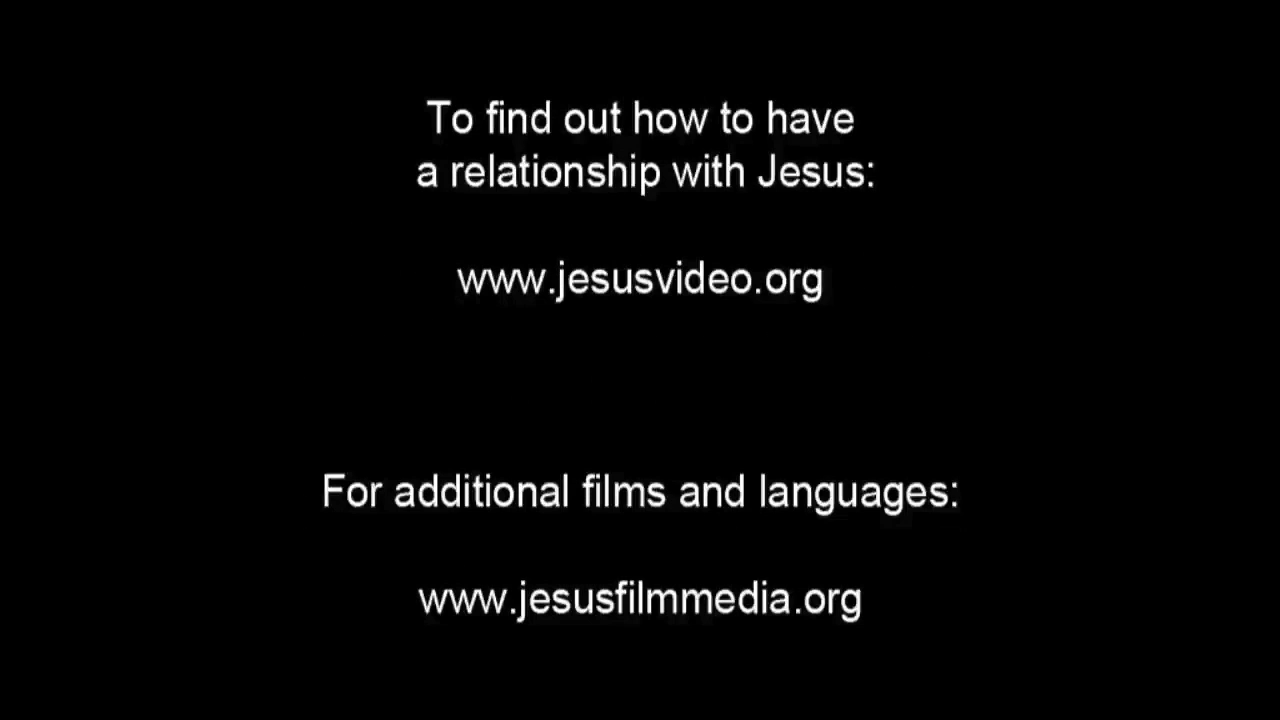 To find out how to have
a relationship with Jesus:
www.jesusvideo.org
For additional films and languages:
www.jesusfilmmedia.org